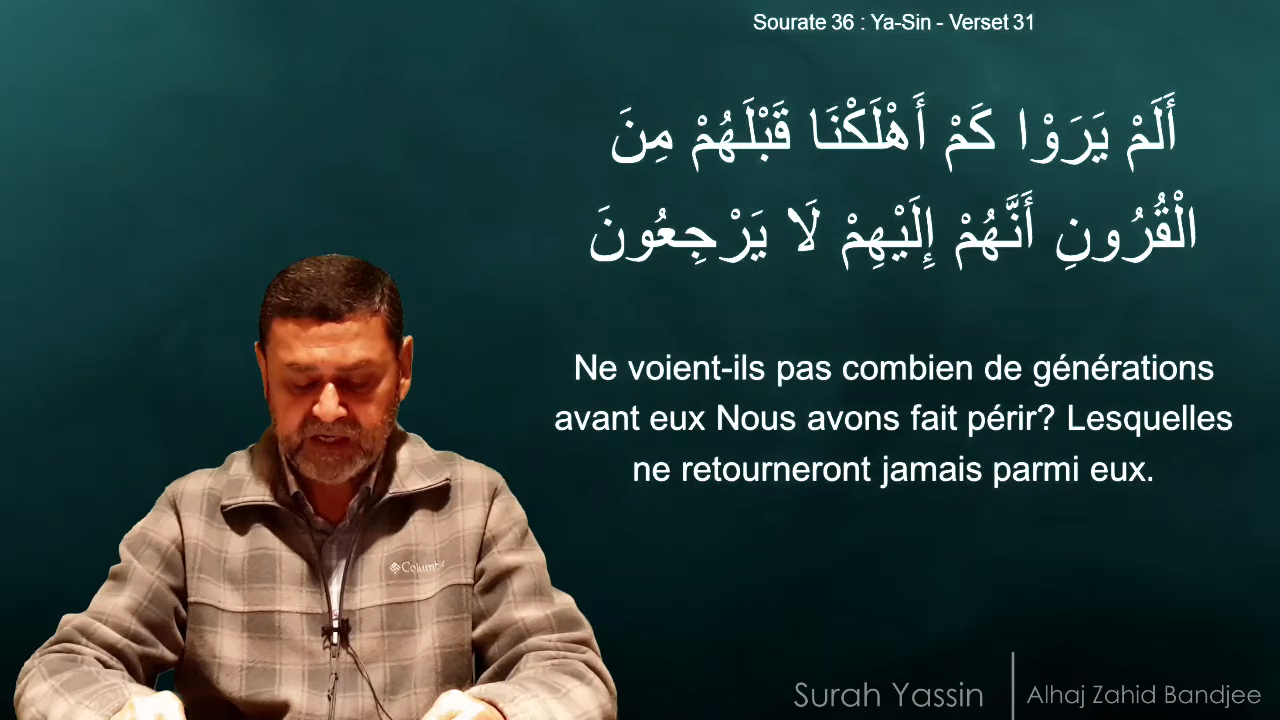 Sourate 36 : Ya-Sin - Verset 31
أَلَمْ يَرَوْا كَمْ أَهْلَكْنَا قَبْلَهُمْ مِنَ
الْقُرُونِ أَنَّهُمْ إِلَيْهِمْ لَا يَرْجِعُونَ
Ne voient-ils pas combien de générations
avant eux Nous avons fait périr? Lesquelles
ne retourneront jamais parmi eux.
Columbia
Surah Yassin
Alhaj Zahid Bandjee